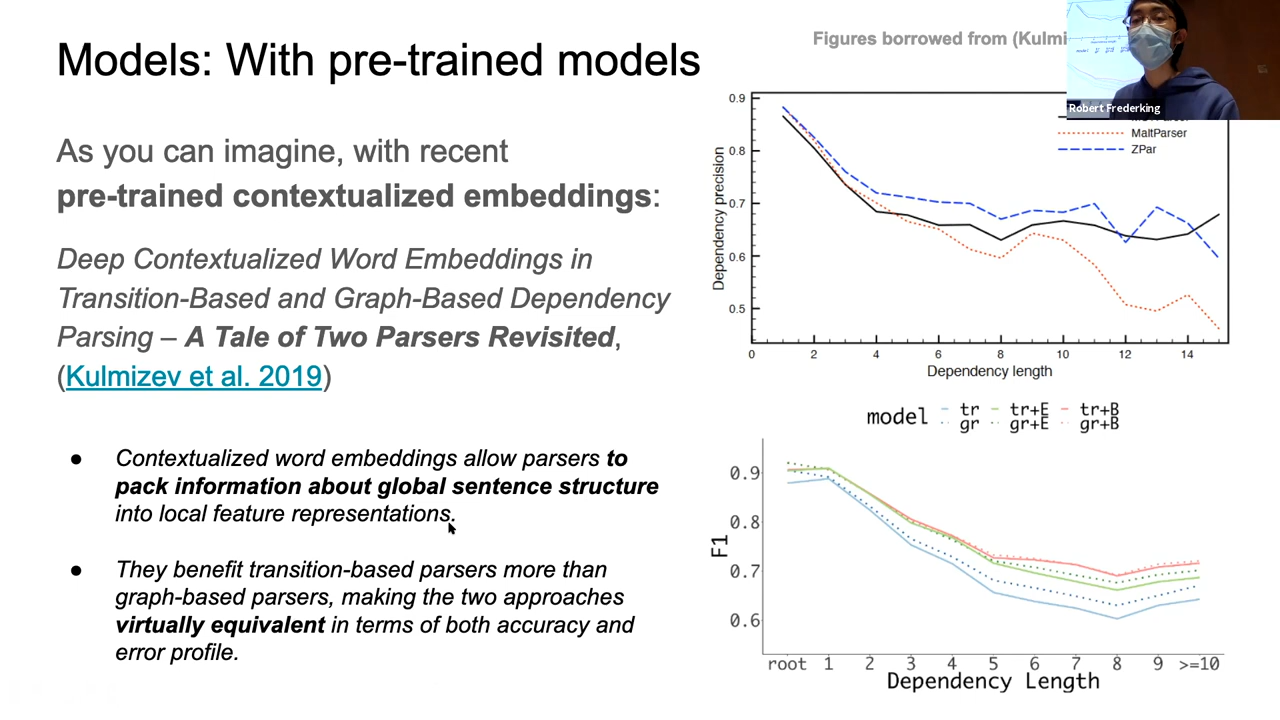 Models: With pre-trained models
Figures borrowed from (Kulmi
Robert Frederking
As you can imagine, with recent
pre-trained contextualized embeddings:
Deep Contextualized Word Embeddings in
Transition-Based and Graph-Based Dependency
Parsing – A Tale of Two Parsers Revisited,
(Kulmizev et al. 2019)
● Contextualized word embeddings allow parsers to
pack information about global sentence structure
into local feature representations.
● They benefit transition-based parsers more than
graph-based parsers, making the two approaches
virtually equivalent in terms of both accuracy and
error profile.
MaltParser
ZPar
Dependency precision
0.9
0.8
0.7
0.6
0.5
0 2 4 6 8 10 12 14
Dependency length
model tr tr+E tr+B
gr gr+E gr+B
F1
0.9
0.8
0.7
0.6
root 1 2 3 4 5 6 7 8 9 >=10
Dependency Length